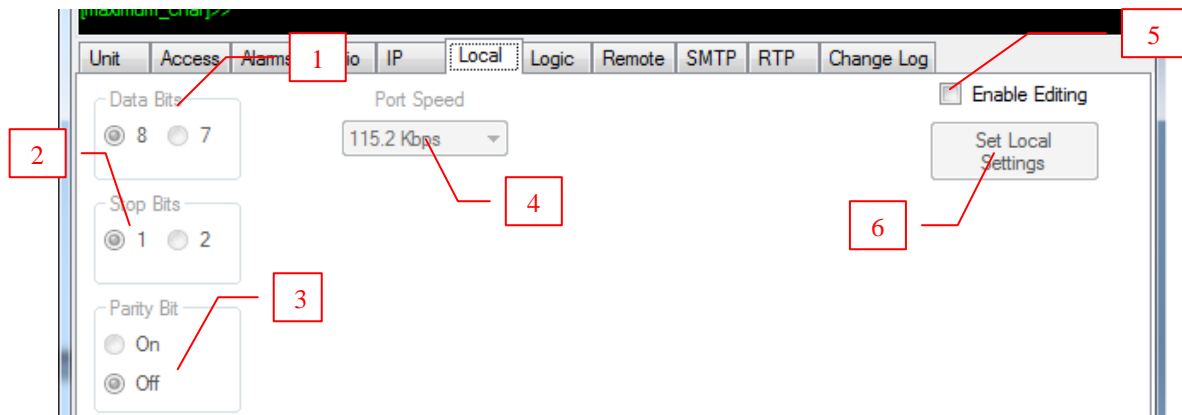 [maximum_char]>>
5
Unit Access Alarms io IP Local Logic Remote SMTP RTP Change Log
1
Data Bits Port Speed Enable Editing
8 7 115.2 Kbps Set Local Settings
2
4
Stop Bits
1 2
6
3
Parity Bit
On
Off